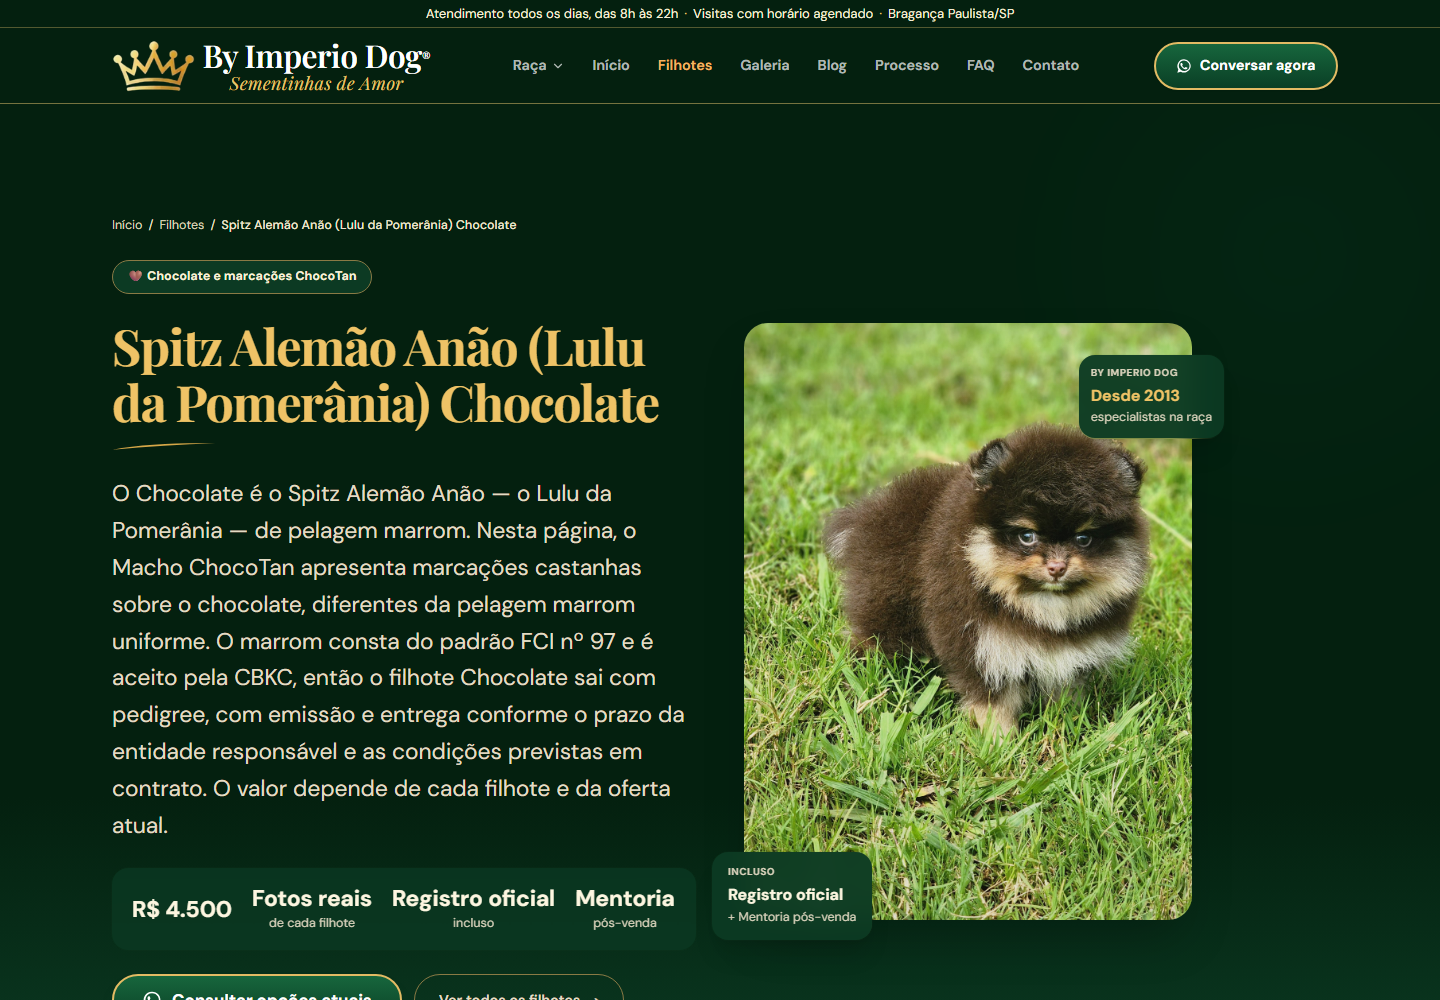 Atendimento todos os dias, das 8h às 22h · Visitas com horário agendado · Bragança Paulista/SP
By Imperio Dog®
Sementinhas de Amor
Raça
Início
Filhotes
Galeria
Blog
Processo
FAQ
Contato
Conversar agora
Início / Filhotes / Spitz Alemão Anão (Lulu da Pomerânia) Chocolate
Chocolate e marcações ChocoTan
Spitz Alemão Anão (Lulu
da Pomerânia) Chocolate
O Chocolate é o Spitz Alemão Anão — o Lulu da
Pomerânia — de pelagem marrom. Nesta página, o
Macho ChocoTan apresenta marcações castanhas
sobre o chocolate, diferentes da pelagem marrom
uniforme. O marrom consta do padrão FCI nº 97 e é
aceito pela CBKC, então o filhote Chocolate sai com
pedigree, com emissão e entrega conforme o prazo da
entidade responsável e as condições previstas em
contrato. O valor depende de cada filhote e da oferta
atual.
R$ 4.500
Fotos reais
de cada filhote
Registro oficial
incluso
Mentoria
pós-venda
BY IMPERIO DOG
Desde 2013
especialistas na raça
INCLUSO
Registro oficial
+ Mentoria pós-venda
Consultar opções atuais
Ver todos os filhotes